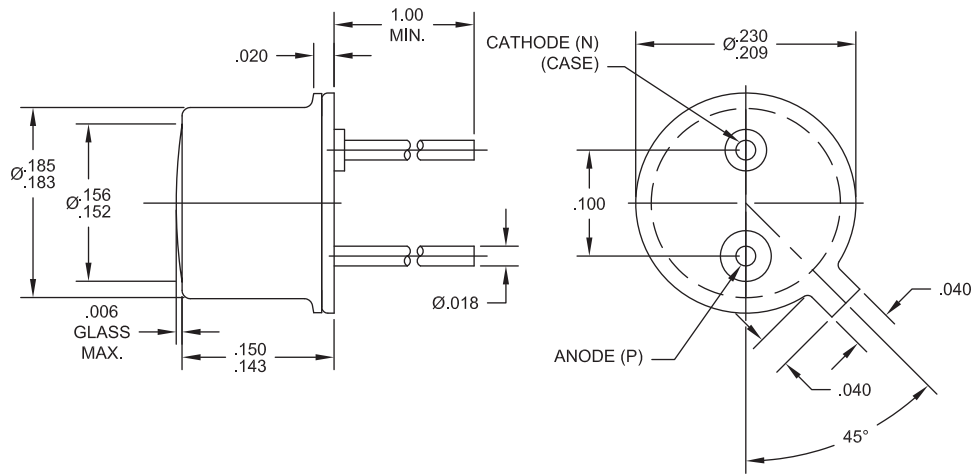 1.00
MIN.
.020
CATHODE (N)
(CASE)
Ø.230
.209
Ø.185
.183
Ø.156
.152
.100
Ø.018
.006
GLASS
MAX.
.150
.143
ANODE (P)
.040
.040
45°